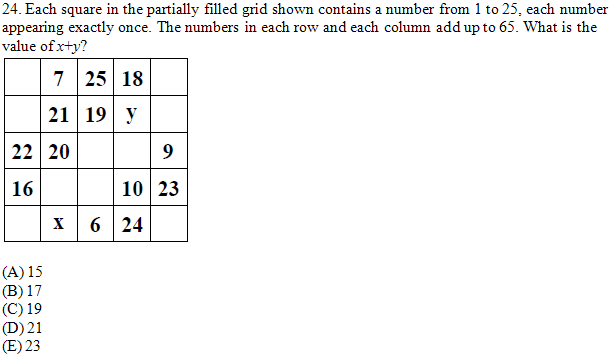 24. Each square in the partially filled grid shown contains a number from 1 to 25, each number
appearing exactly once. The numbers in each row and each column add up to 65. What is the
value of x+y?
7 25 18
21 19 y
22 20 9
16 10 23
x 6 24
(A) 15
(B) 17
(C) 19
(D) 21
(E) 23